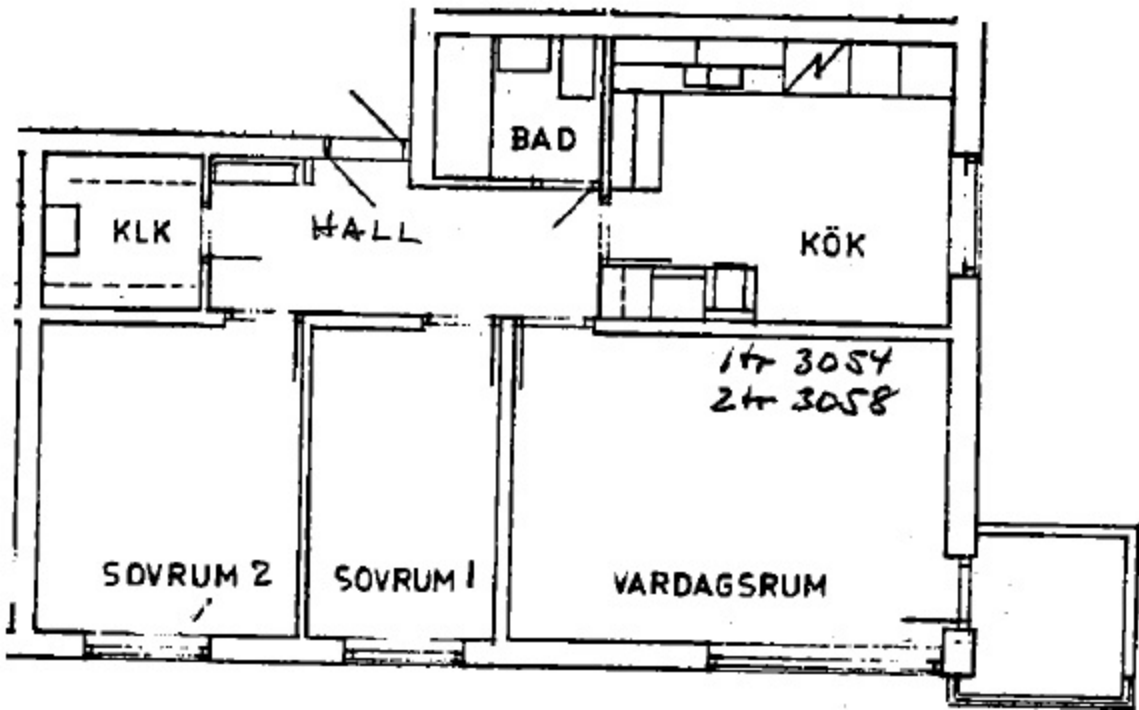 BAD
KLK
HALL
KÖK
1tr 3054
2tr 3058
SOVRUM 2
SOVRUM 1
VARDAGSRUM